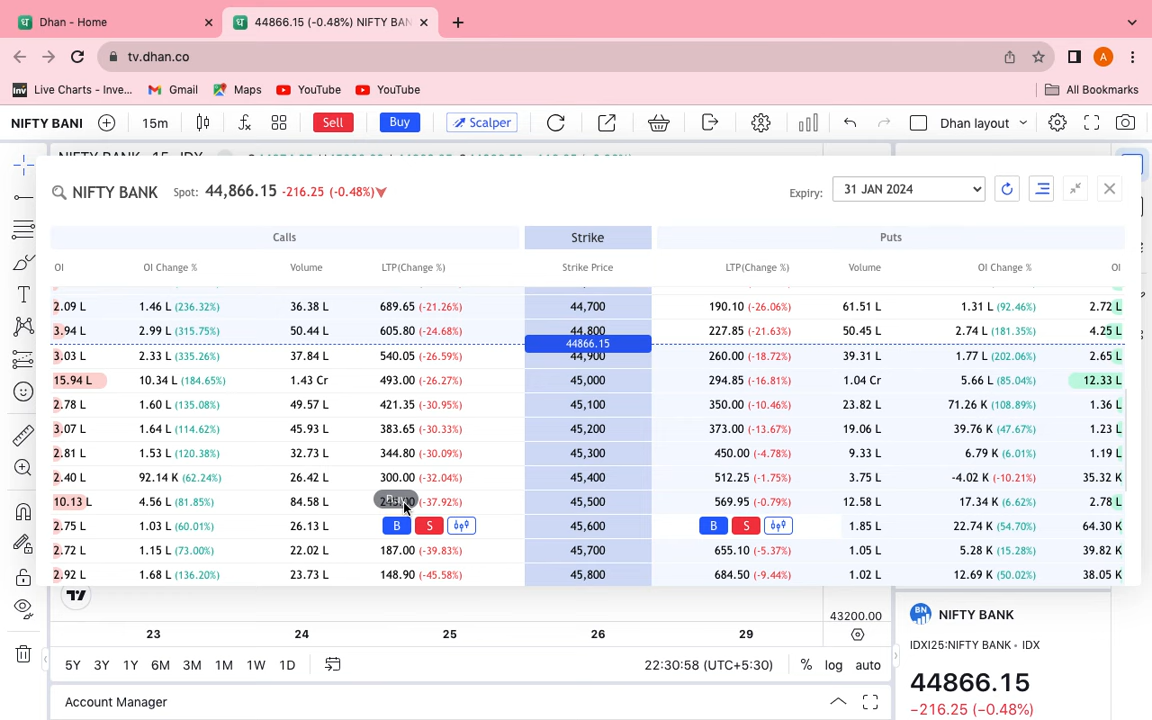 Dhan - Home
44866.15 (-0.48%) NIFTY BAN
tv.dhan.co
Live Charts - Inve...
Gmail
Maps
YouTube
YouTube
All Bookmarks
NIFTY BANI
15m
Sell
Buy
Scalper
Dhan layout
NIFTY BANK
Spot: 44,866.15 -216.25 (-0.48%)
Expiry: 31 JAN 2024
Calls Strike Puts
OI OI Change % Volume LTP(Change %) Strike Price LTP(Change %) Volume OI Change % OI
2.09 L 1.46 L (236.32%) 36.38 L 689.65 (-21.26%) 44,700 190.10 (-26.06%) 61.51 L 1.31 L (92.46%) 2.72 L
3.94 L 2.99 L (315.75%) 50.44 L 605.80 (-24.68%) 44,800 227.85 (-21.63%) 50.45 L 2.74 L (181.35%) 4.25 L
44866.15
3.03 L 2.33 L (335.26%) 37.84 L 540.05 (-26.59%) 44,900 260.00 (-18.72%) 39.31 L 1.77 L (202.06%) 2.65 L
15.94 L 10.34 L (184.65%) 1.43 Cr 493.00 (-26.27%) 45,000 294.85 (-16.81%) 1.04 Cr 5.66 L (85.04%) 12.33 L
2.78 L 1.60 L (135.08%) 49.57 L 421.35 (-30.95%) 45,100 350.00 (-10.46%) 23.82 L 71.26 K (108.89%) 1.36 L
3.07 L 1.64 L (114.62%) 45.93 L 383.65 (-30.33%) 45,200 373.00 (-13.67%) 19.06 L 39.76 K (47.67%) 1.23 L
2.81 L 1.53 L (120.38%) 32.73 L 344.80 (-30.09%) 45,300 450.00 (-4.78%) 9.33 L 6.79 K (6.01%) 1.19 L
2.40 L 92.14 K (62.24%) 26.42 L 300.00 (-32.04%) 45,400 512.25 (-1.75%) 3.75 L -4.02 K (-10.21%) 35.32 K
10.13 L 4.56 L (81.85%) 84.58 L (-37.92%) 45,500 569.95 (-0.79%) 12.58 L 17.34 K (6.62%) 2.78 L
2.75 L 1.03 L (60.01%) 26.13 L B S 45,600 B S 1.85 L 22.74 K (54.70%) 64.30 K
2.72 L 1.15 L (73.00%) 22.02 L 187.00 (-39.83%) 45,700 655.10 (-5.37%) 1.05 L 5.28 K (15.28%) 39.82 K
2.92 L 1.68 L (136.20%) 23.73 L 148.90 (-45.58%) 45,800 684.50 (-9.44%) 1.02 L 12.69 K (50.02%) 38.05 K
43200.00
23 24 25 26 29
5Y 3Y 1Y 6M 3M 1M 1W 1D
22:30:58 (UTC+5:30) % log auto
Account Manager
NIFTY BANK
IDXI25:NIFTY BANK · IDX
44866.15
−216.25 (−0.48%)